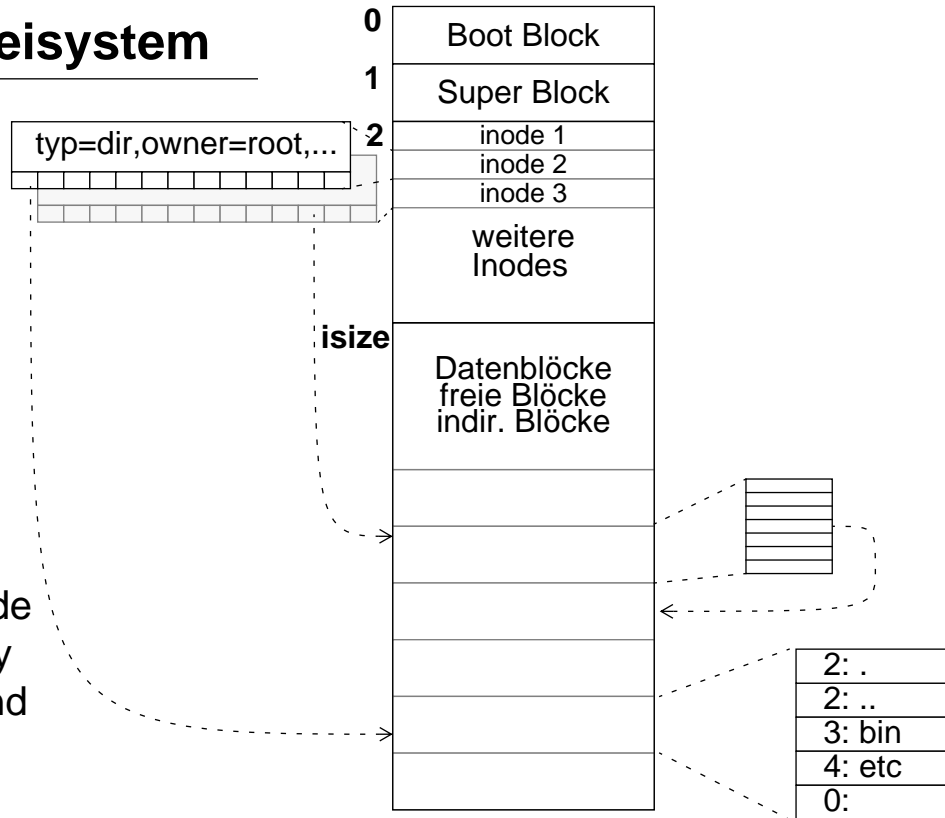 eisystem
0
Boot Block
1
Super Block
2
inode 1
typ=dir,owner=root,...
inode 2
inode 3
weitere
Inodes
isize
Datenblöcke
freie Blöcke
indir. Blöcke
de
y
nd
2: .
2: ..
3: bin
4: etc
0: